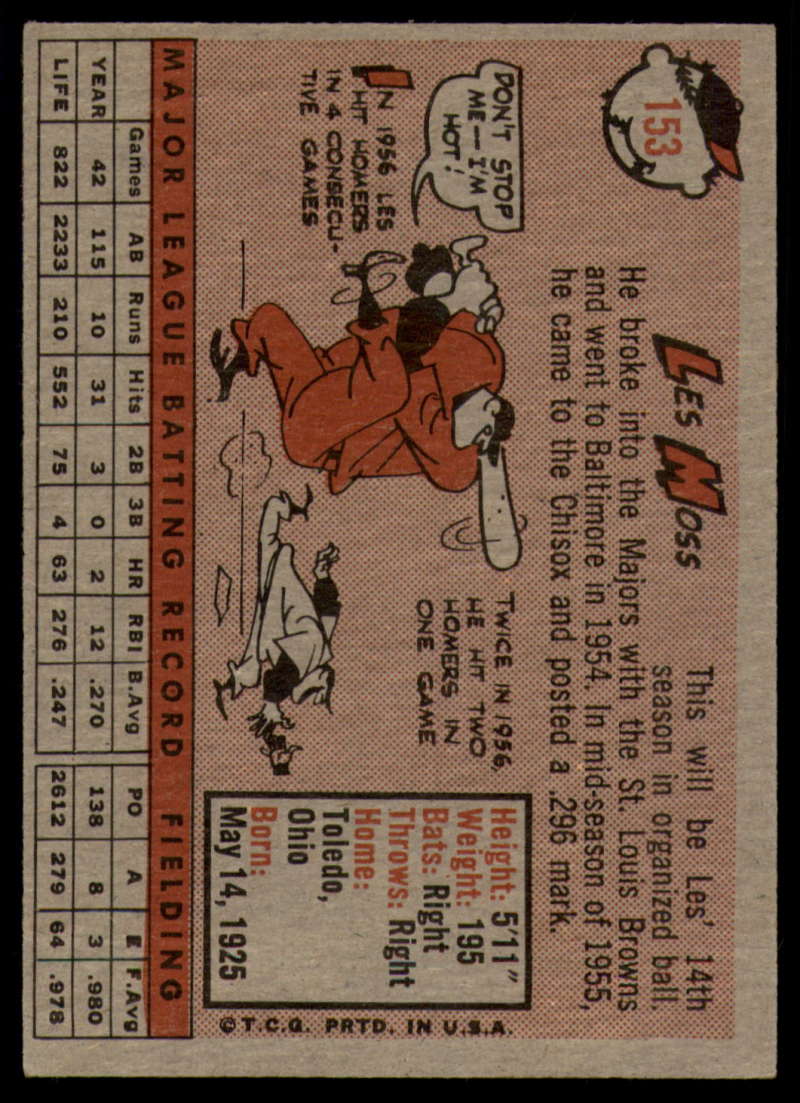 153
LES MOSS
This will be Les' 14th
season in organized ball.
He broke into the Majors with the St. Louis Browns
and went to Baltimore in 1954. In mid-season of 1955,
he came to the Chisox and posted a .296 mark.
DON'T STOP
ME—I'M
HOT!
IN 1956 LES
HIT HOMERS
IN 4 CONSECU-
TIVE GAMES
TWICE IN 1956,
HE HIT TWO
HOMERS IN
ONE GAME
Height: 5'11"
Weight: 195
Bats: Right
Throws: Right
Home:
Toledo,
Ohio
Born:
May 14, 1925
©T.C.G. PRTD. IN U.S.A.
MAJOR LEAGUE BATTING RECORD FIELDING
Games AB Runs Hits 2B 3B HR RBI B.Avg PO A E F.Avg
YEAR 42 115 10 31 3 0 2 12 .270 138 8 3 .980
LIFE 822 2233 210 552 75 4 63 276 .247 2612 279 64 .978